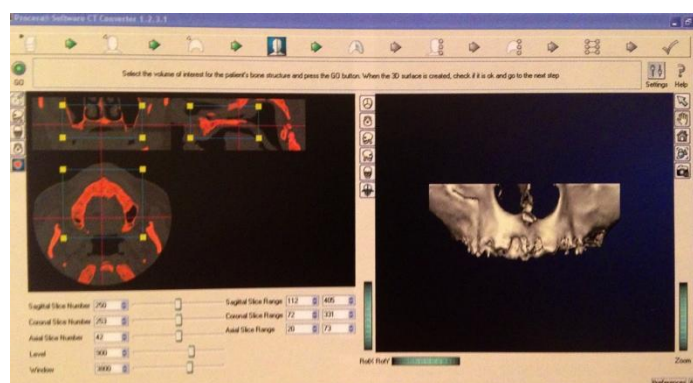 Procera® Software CT Converter 1.2.3.1
GO
Select the volume of interest for the patient's bone structure and press the GO button. When the 3D surface is created, check if it is ok and go to the next step
Settings Help
Sagittal Slice Number 250 Sagittal Slice Range 112 405
Coronal Slice Number 253 Coronal Slice Range 72 331
Axial Slice Number 42 Axial Slice Range 20 73
Level 900
Window 3800
RotX RotY Zoom